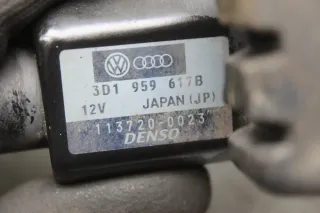 3D1 959 617B
12V JAPAN (JP)
113720-0023
DENSO